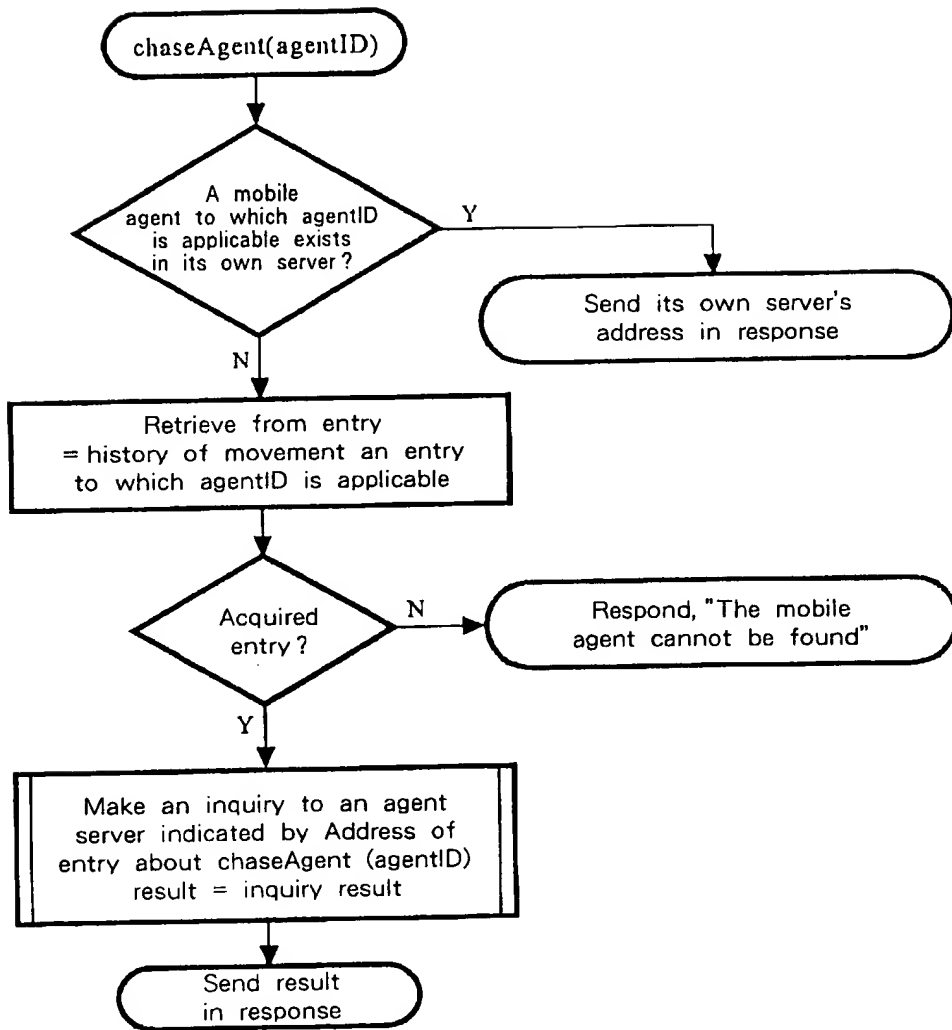 chaseAgent(agentID)
A mobile
agent to which agentID
is applicable exists
in its own server?
Y
Send its own server's
address in response
N
Retrieve from entry
= history of movement an entry
to which agentID is applicable
Acquired
entry?
N
Respond, "The mobile
agent cannot be found"
Y
Make an inquiry to an agent
server indicated by Address of
entry about chaseAgent (agentID)
result = inquiry result
Send result
in response